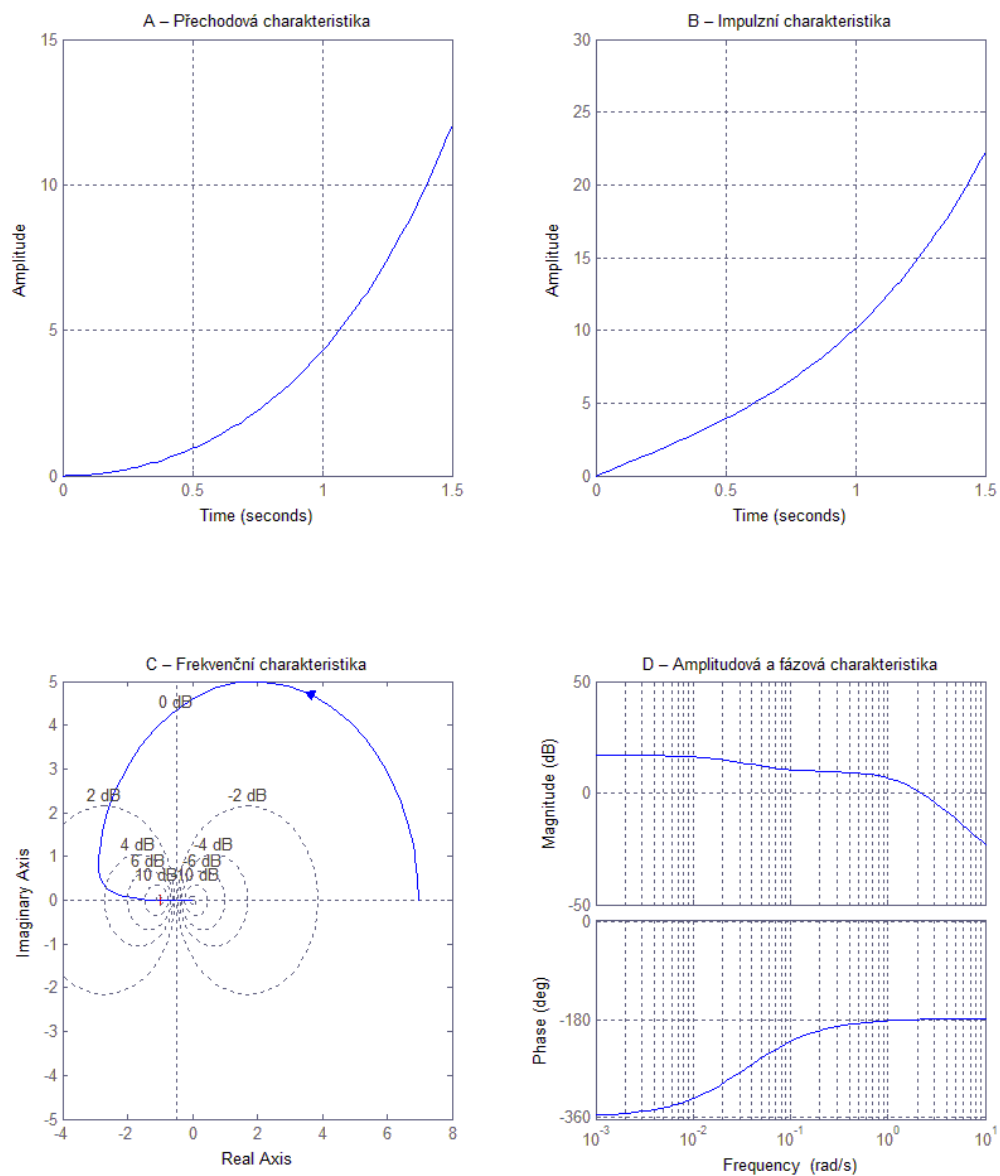 A – Přechodová charakteristika
15
10
5
0
Amplitude
0 0.5 1 1.5
Time (seconds)
B – Impulzní charakteristika
30
25
20
15
10
5
0
Amplitude
0 0.5 1 1.5
Time (seconds)
C – Frekvenční charakteristika
5
4
3
2
1
0
-1
-2
-3
-4
-5
Imaginary Axis
0 dB
2 dB -2 dB
4 dB -4 dB
6 dB -6 dB
10 dB -10 dB
-4 -2 0 2 4 6 8
Real Axis
D – Amplitudová a fázová charakteristika
50
0
-50
Magnitude (dB)
0
-180
-360
Phase (deg)
10^-3 10^-2 10^-1 10^0 10^1
Frequency (rad/s)